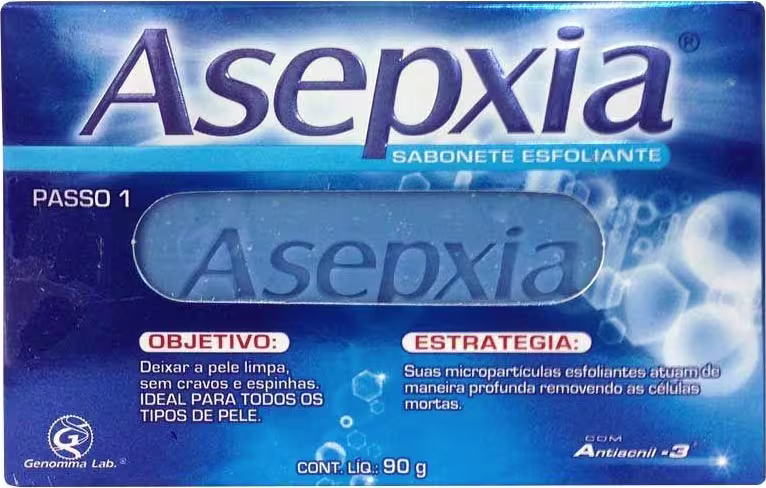 Asepxia®
SABONETE ESFOLIANTE
PASSO 1
Asepxia
OBJETIVO:
Deixar a pele limpa,
sem cravos e espinhas.
IDEAL PARA TODOS OS
TIPOS DE PELE.
ESTRATEGIA:
Suas micropartículas esfoliantes atuam de
maneira profunda removendo as células
mortas.
Genomma Lab.®
CONT. LÍQ.: 90 g
COM
Antiacnil-3